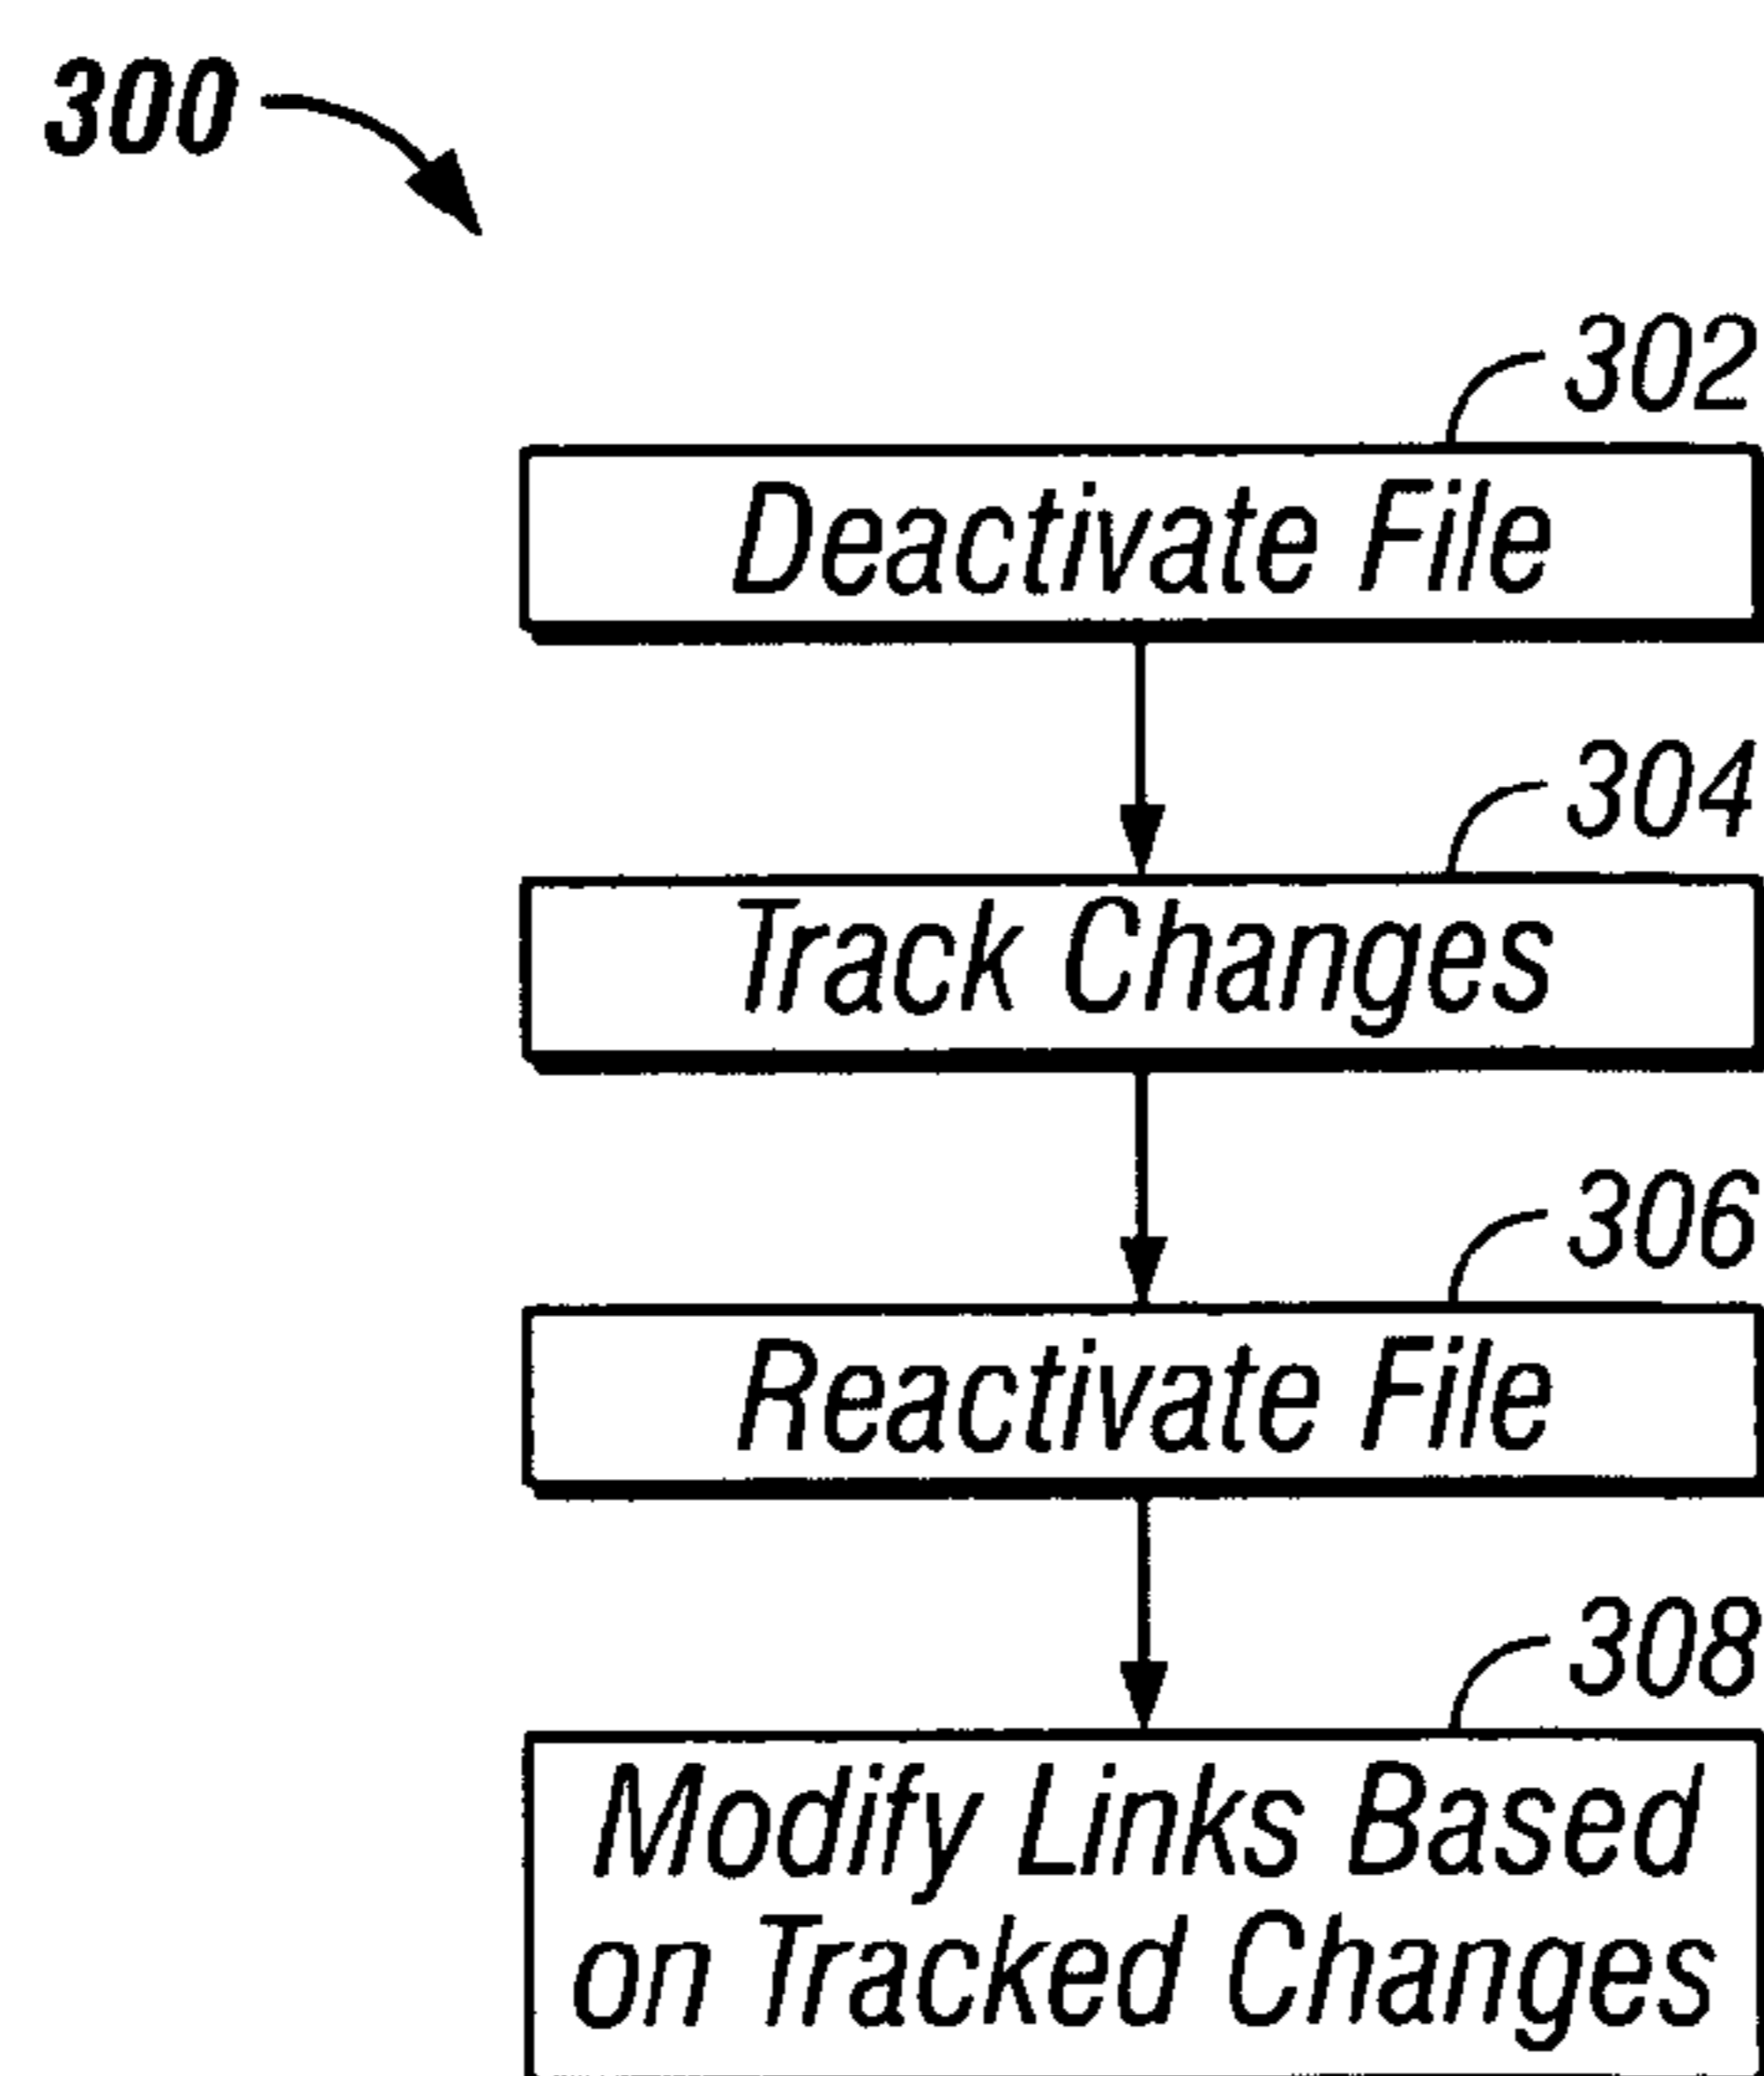 300
302
Deactivate File
304
Track Changes
306
Reactivate File
308
Modify Links Based
on Tracked Changes